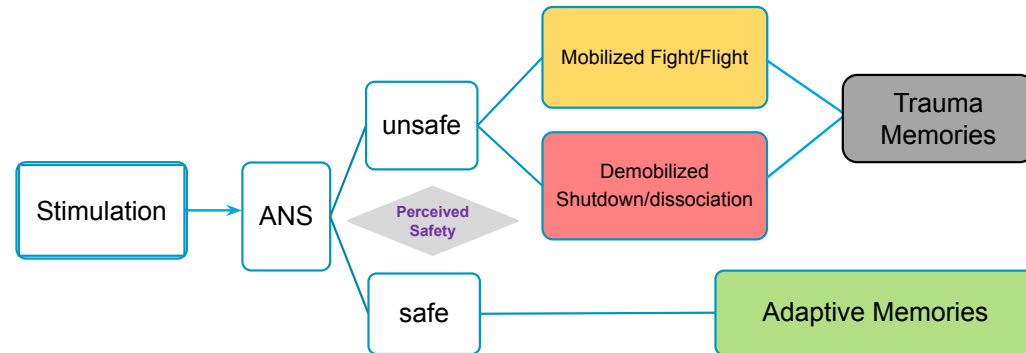 Stimulation
ANS
unsafe
Perceived
Safety
safe
Mobilized Fight/Flight
Demobilized
Shutdown/dissociation
Trauma
Memories
Adaptive Memories